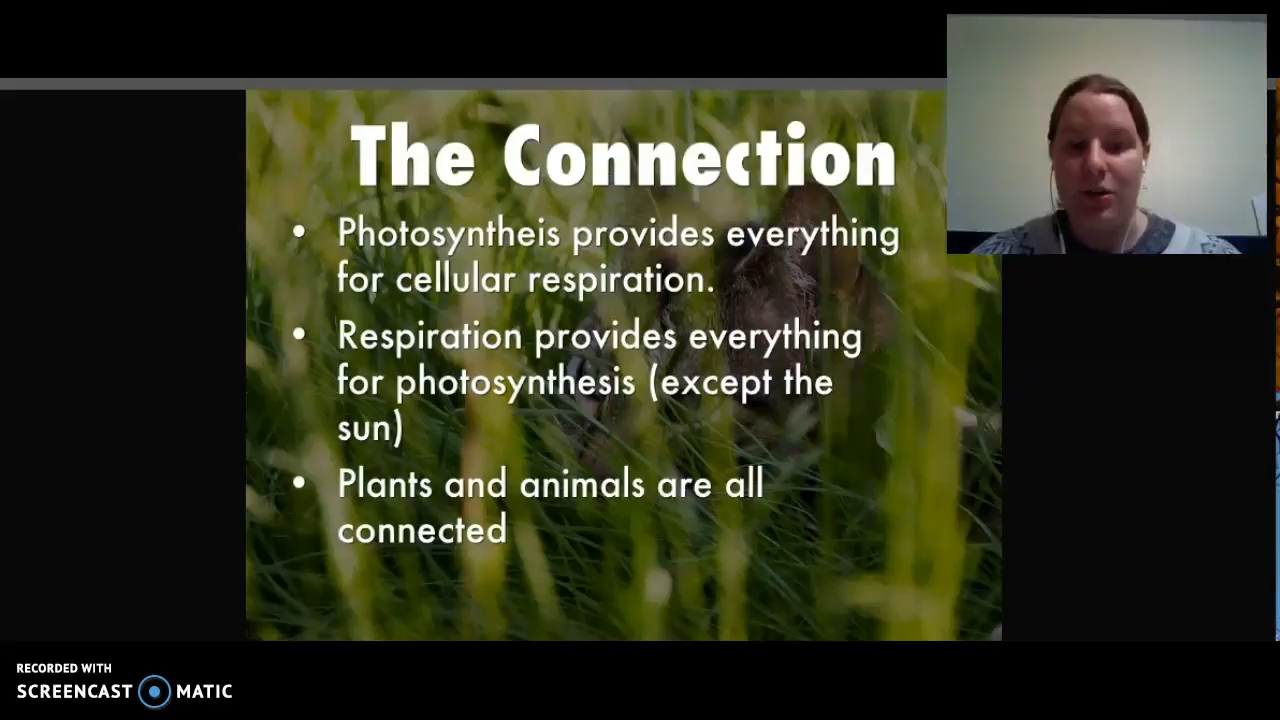 The Connection
• Photosyntheis provides everything
for cellular respiration.
• Respiration provides everything
for photosynthesis (except the
sun)
• Plants and animals are all
connected
RECORDED WITH
SCREENCAST MATIC